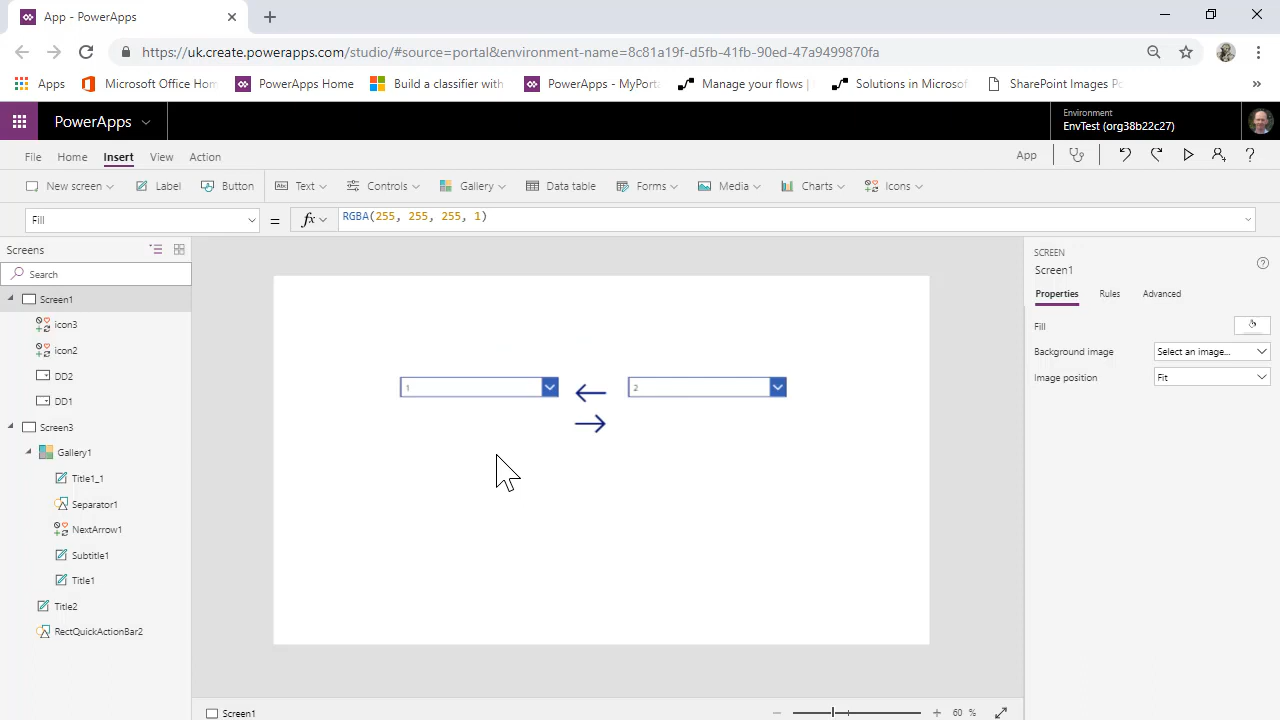 App - PowerApps
https://uk.create.powerapps.com/studio/#source=portal&environment-name=8c81a19f-d5fb-41fb-90ed-47a9499870fa
Apps Microsoft Office Hom PowerApps Home Build a classifier with PowerApps - MyPorta Manage your flows | Solutions in Microsof SharePoint Images Po »
PowerApps
Environment
EnvTest (org38b22c27)
File Home Insert View Action App
New screen Label Button Text Controls Gallery Data table Forms Media Charts Icons
Fill = fx RGBA(255, 255, 255, 1)
Screens
Search
Screen1
icon3
icon2
DD2
DD1
Screen3
Gallery1
Title1_1
Separator1
NextArrow1
Subtitle1
Title1
Title2
RectQuickActionBar2
1 2
SCREEN
Screen1
Properties Rules Advanced
Fill
Background image Select an image...
Image position Fit
Screen1 60 %